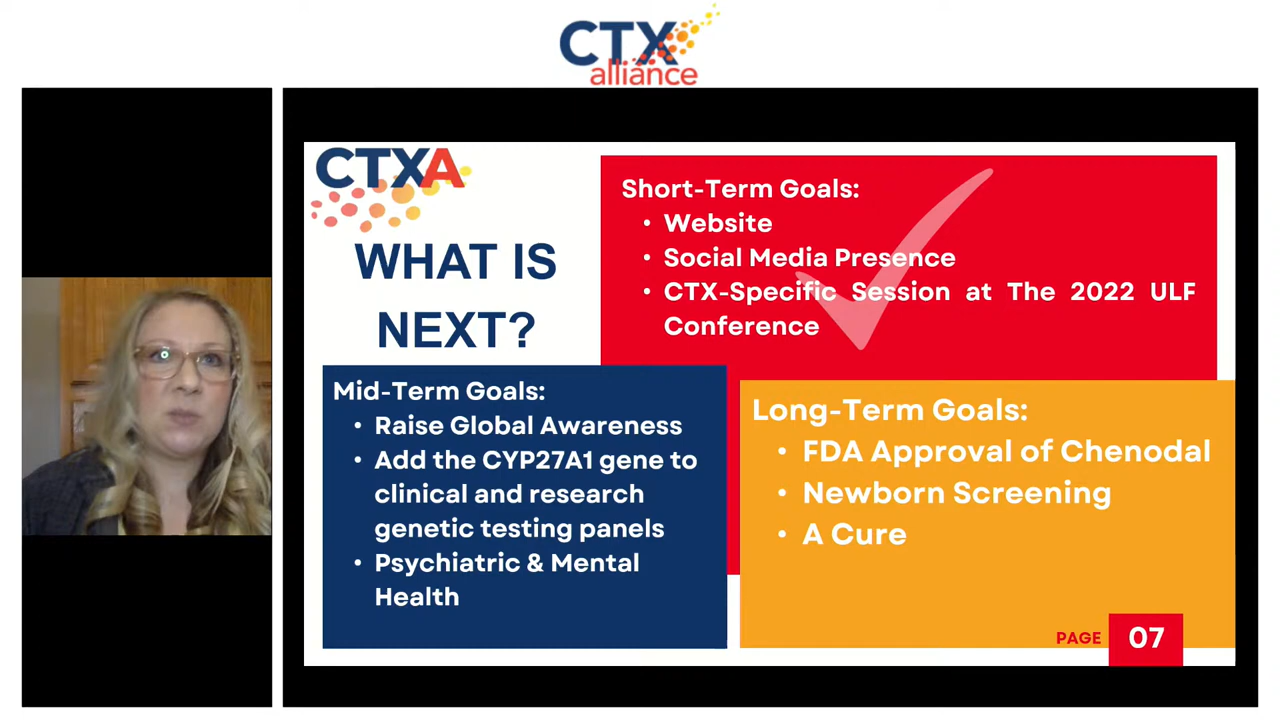 CTX
alliance
CTXA
WHAT IS
NEXT?
Short-Term Goals:
• Website
• Social Media Presence
• CTX-Specific Session at The 2022 ULF
Conference
Mid-Term Goals:
• Raise Global Awareness
• Add the CYP27A1 gene to
clinical and research
genetic testing panels
• Psychiatric & Mental
Health
Long-Term Goals:
• FDA Approval of Chenodal
• Newborn Screening
• A Cure
PAGE 07